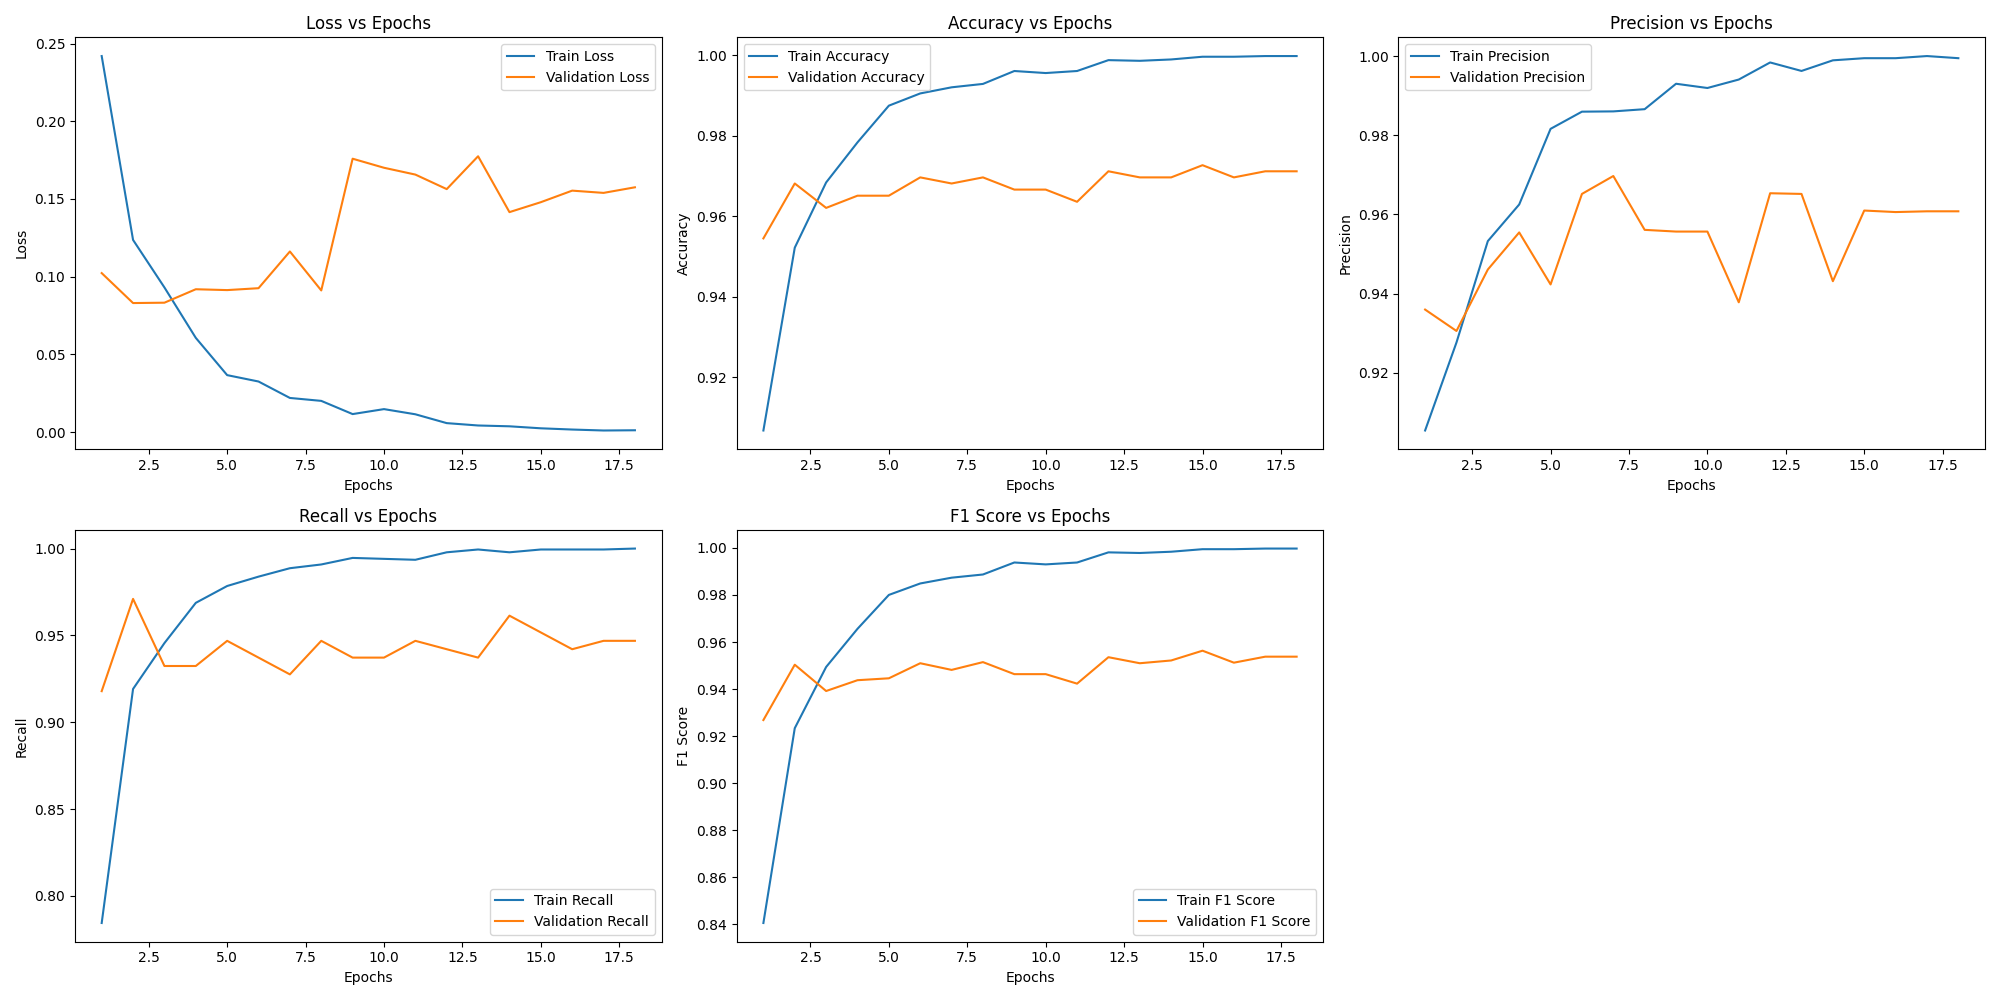 Loss vs Epochs
Train Loss
Validation Loss
0.25
0.20
0.15
0.10
0.05
0.00
Loss
2.5 5.0 7.5 10.0 12.5 15.0 17.5
Epochs
Accuracy vs Epochs
Train Accuracy
Validation Accuracy
1.00
0.98
0.96
0.94
0.92
Accuracy
2.5 5.0 7.5 10.0 12.5 15.0 17.5
Epochs
Precision vs Epochs
Train Precision
Validation Precision
1.00
0.98
0.96
0.94
0.92
Precision
2.5 5.0 7.5 10.0 12.5 15.0 17.5
Epochs
Recall vs Epochs
1.00
0.95
0.90
0.85
0.80
Recall
Train Recall
Validation Recall
2.5 5.0 7.5 10.0 12.5 15.0 17.5
Epochs
F1 Score vs Epochs
1.00
0.98
0.96
0.94
0.92
0.90
0.88
0.86
0.84
F1 Score
Train F1 Score
Validation F1 Score
2.5 5.0 7.5 10.0 12.5 15.0 17.5
Epochs